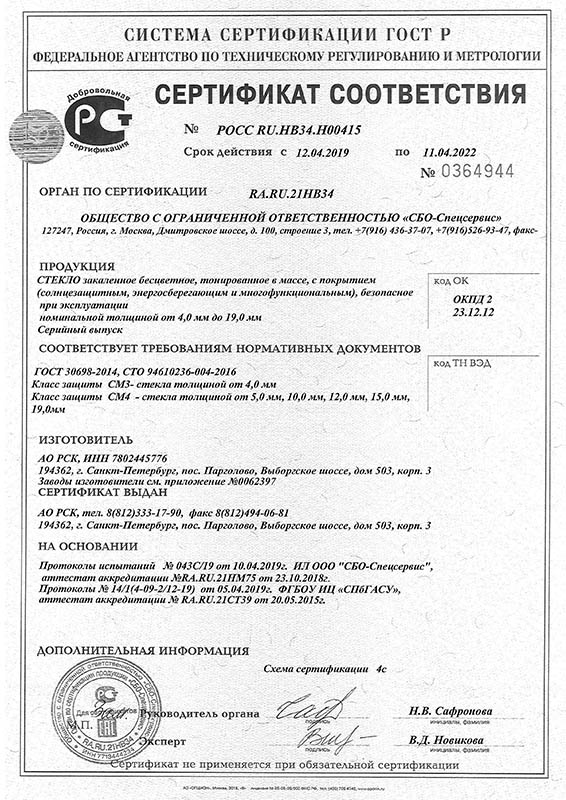 СИСТЕМА СЕРТИФИКАЦИИ ГОСТ Р
ФЕДЕРАЛЬНОЕ АГЕНТСТВО ПО ТЕХНИЧЕСКОМУ РЕГУЛИРОВАНИЮ И МЕТРОЛОГИИ
Добровольная
сертификация
СЕРТИФИКАТ СООТВЕТСТВИЯ
№ РОСС RU.НВ34.Н00415
Срок действия с 12.04.2019 по 11.04.2022
№ 0364944
ОРГАН ПО СЕРТИФИКАЦИИ RA.RU.21НВ34
ОБЩЕСТВО С ОГРАНИЧЕННОЙ ОТВЕТСТВЕННОСТЬЮ «СБО-Спецсервис»
127247, Россия, г. Москва, Дмитровское шоссе, д. 100, строение 3, тел. +7(916) 436-37-07, +7(916)526-93-47, факс-
ПРОДУКЦИЯ
СТЕКЛО закаленное бесцветное, тонированное в массе, с покрытием
(солнцезащитным, энергосберегающим и многофункциональным), безопасное
при эксплуатации
номинальной толщиной от 4,0 мм до 19,0 мм
Серийный выпуск
код ОК
ОКПД 2
23.12.12
СООТВЕТСТВУЕТ ТРЕБОВАНИЯМ НОРМАТИВНЫХ ДОКУМЕНТОВ
код ТН ВЭД
ГОСТ 30698-2014, СТО 94610236-004-2016
Класс защиты СМ3- стекла толщиной от 4,0 мм
Класс защиты СМ4 - стекла толщиной от 5,0 мм, 10,0 мм, 12,0 мм, 15,0 мм,
19,0мм
ИЗГОТОВИТЕЛЬ
АО РСК, ИНН 7802445776
194362, г. Санкт-Петербург, пос. Парголово, Выборгское шоссе, дом 503, корп. 3
Заводы изготовители см. приложение №0062397
СЕРТИФИКАТ ВЫДАН
АО РСК, тел. 8(812)333-17-90, факс 8(812)494-06-81
194362, г. Санкт-Петербург, пос. Парголово, Выборгское шоссе, дом 503, корп. 3
НА ОСНОВАНИИ
Протоколы испытаний № 043С/19 от 10.04.2019г. ИЛ ООО "СБО-Спецсервис",
аттестат аккредитации №RA.RU.21НМ75 от 23.10.2018г.
Протоколы № 14/1(4-09-2/12-19) от 05.04.2019г. ФГБОУ ИЦ «СПбГАСУ»,
аттестат аккредитации № RA.RU.21СТ39 от 20.05.2015г.
ДОПОЛНИТЕЛЬНАЯ ИНФОРМАЦИЯ
Схема сертификации 4с
RA.RU.21НВ34
М.П.
Руководитель органа
подпись
Н.В. Сафронова
инициалы, фамилия
Эксперт
подпись
В.Д. Новикова
инициалы, фамилия
Сертификат не применяется при обязательной сертификации